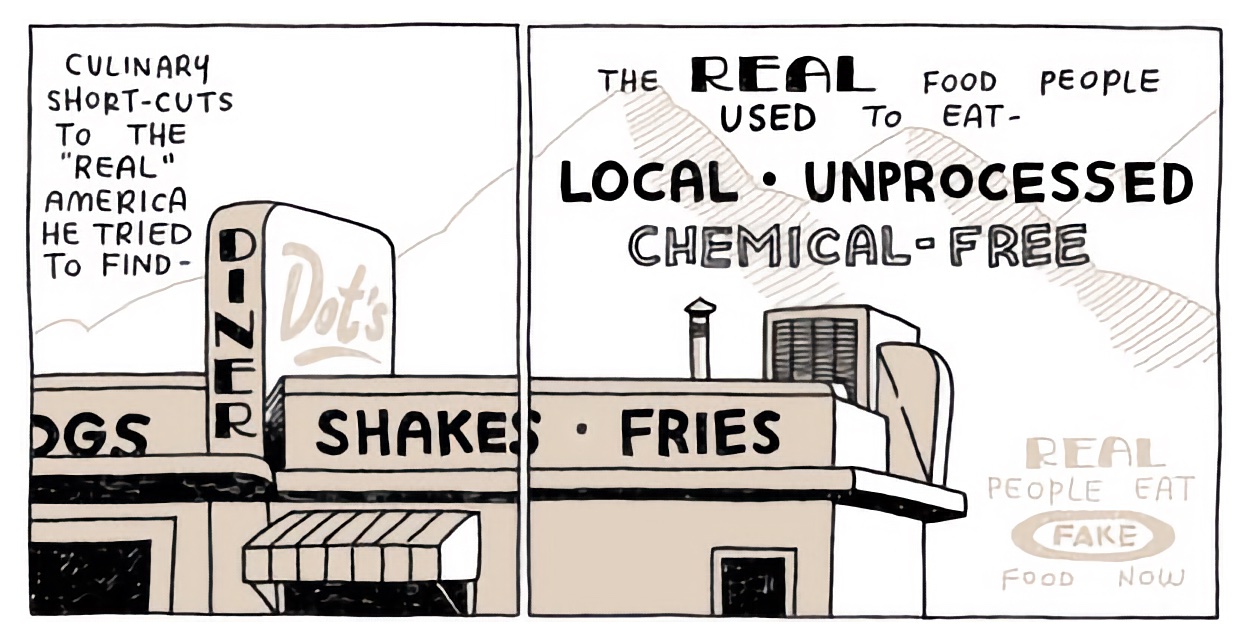 CULINARY
SHORT-CUTS
TO THE
"REAL"
AMERICA
HE TRIED
TO FIND-
DINER
Dot's
OGS
SHAKES · FRIES
THE REAL FOOD PEOPLE
USED TO EAT-
LOCAL · UNPROCESSED
CHEMICAL-FREE
REAL
PEOPLE EAT
FAKE
FOOD NOW